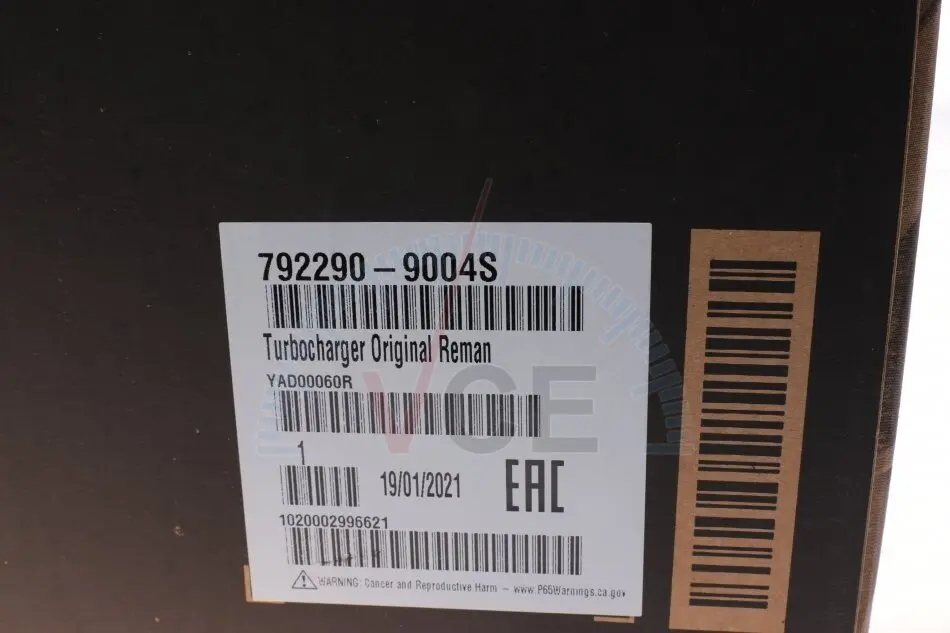 792290-9004S
Turbocharger Original Reman
YAD00060R
VCE
1
19/01/2021
EAC
1020002996621
WARNING: Cancer and Reproductive Harm - www.P65Warnings.ca.gov